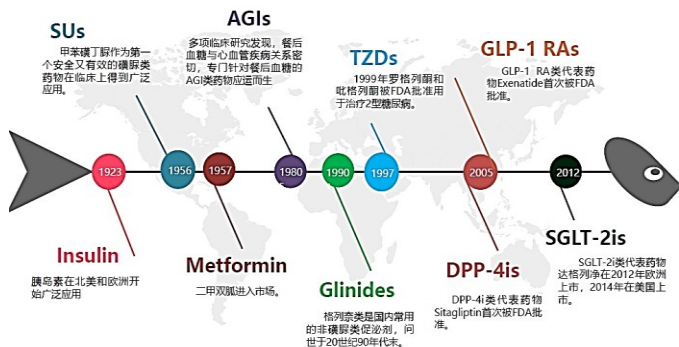 SUs
甲苯磺丁脲作为第一
个安全又有效的磺脲类
药物在临床上得到广泛
应用。
AGIs
多项临床研究发现，餐后
血糖与心血管疾病关系密
切，专门针对餐后血糖的
AGI类药物应运而生
TZDs
1999年罗格列酮和
吡格列酮被FDA批准用
于治疗2型糖尿病。
GLP-1 RAs
GLP-1 RA类代表药
物Exenatide首次被FDA
批准。
1923
1956
1957
1980
1990
1997
2005
2012
Insulin
胰岛素在北美和欧洲开
始广泛应用
Metformin
二甲双胍进入市场。
Glinides
格列奈类是国内常用
的非磺脲类促泌剂，问
世于20世纪90年代末。
DPP-4is
DPP-4i类代表药物
Sitagliptin首次被FDA
批准。
SGLT-2is
SGLT-2i类代表药物
达格列净在2012年欧洲
上市，2014年在美国上
市。